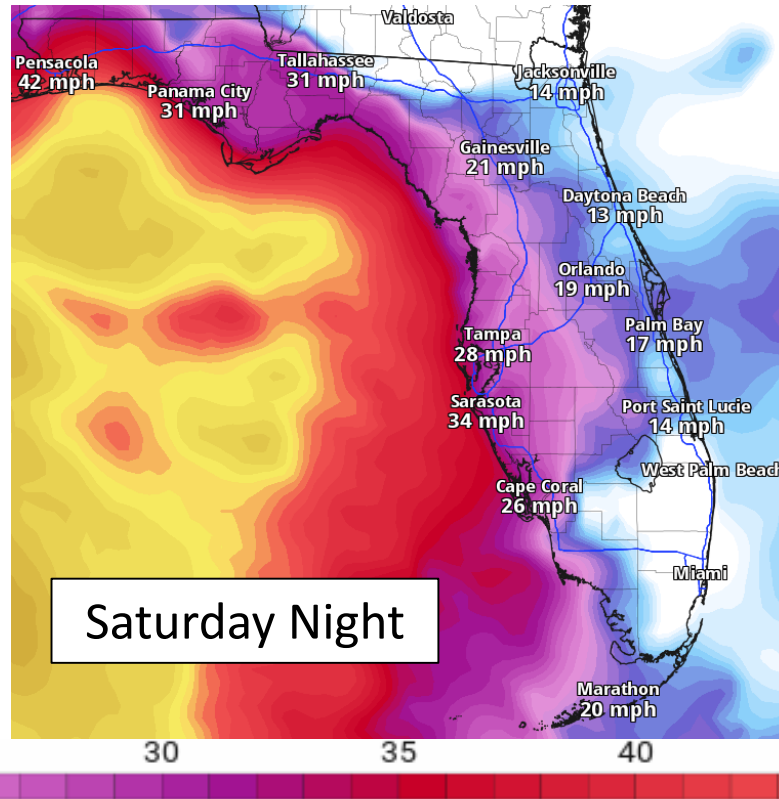 Valdosta
Pensacola
42 mph
Tallahassee
31 mph
Jacksonville
14 mph
Panama City
31 mph
Gainesville
21 mph
Daytona Beach
13 mph
Orlando
19 mph
Palm Bay
17 mph
Tampa
28 mph
Sarasota
34 mph
Port Saint Lucie
14 mph
West Palm Beach
Cape Coral
26 mph
Miami
Saturday Night
Marathon
20 mph
30 35 40